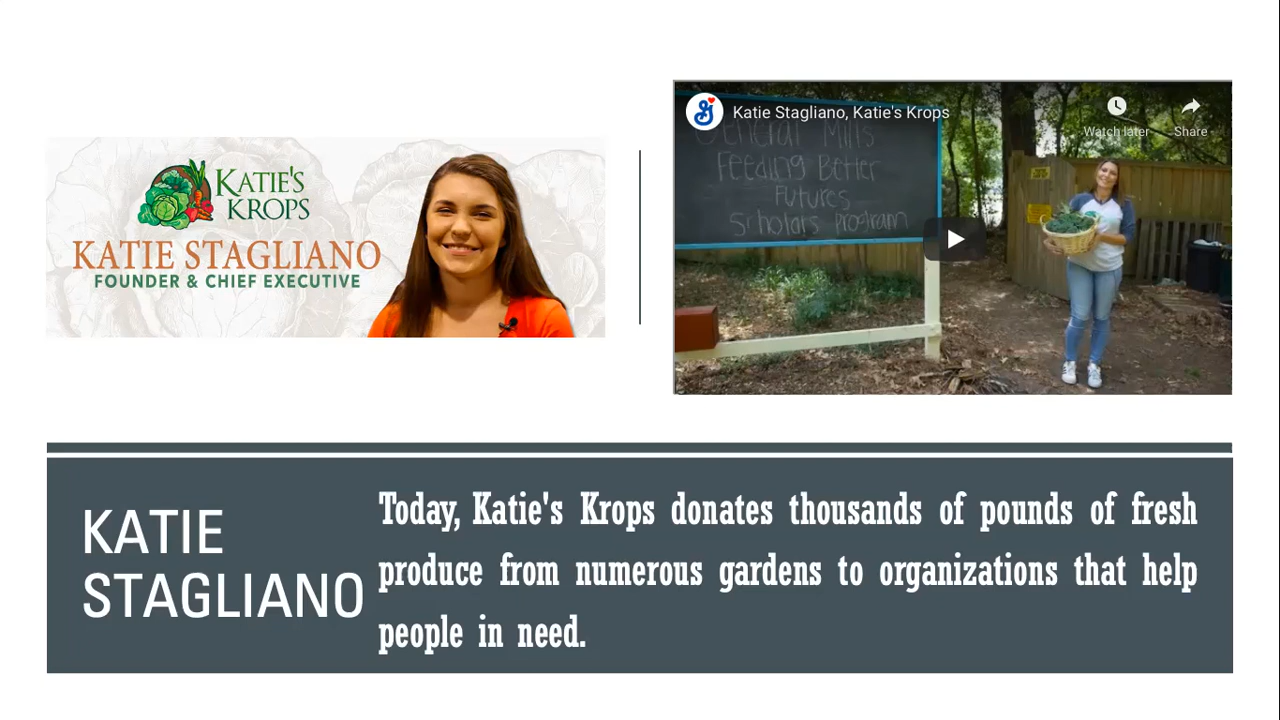 KATIE'S
KROPS
KATIE STAGLIANO
FOUNDER & CHIEF EXECUTIVE
Katie Stagliano, Katie's Krops
Watch later
Share
General Mills
Feeding Better
Futures
Scholars program
KATIE
STAGLIANO
Today, Katie's Krops donates thousands of pounds of fresh
produce from numerous gardens to organizations that help
people in need.